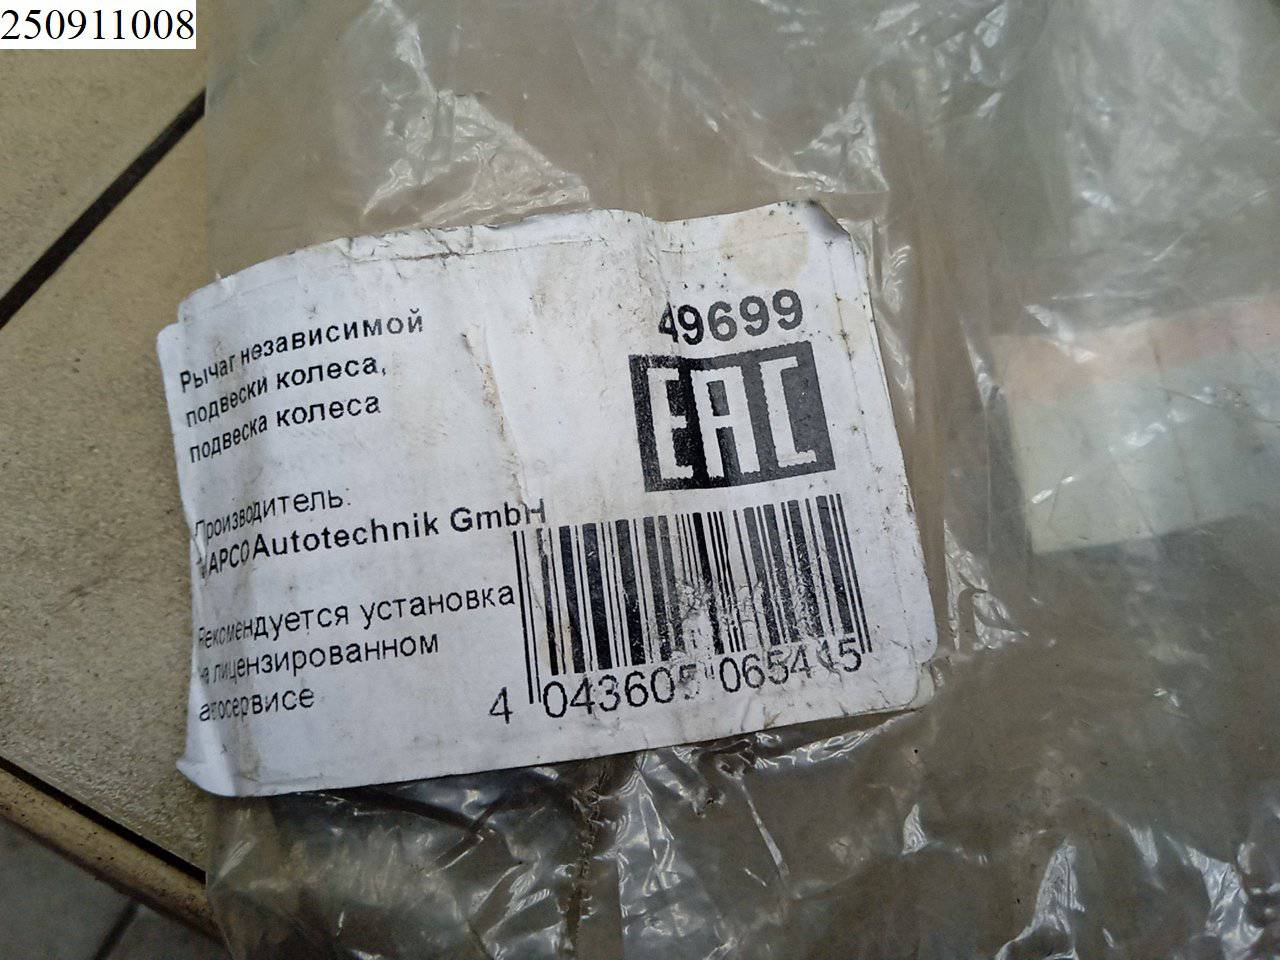 250911008
49699
Рычаг независимой
подвески колеса,
подвеска колеса
EAC
Производитель:
MAPCO Autotechnik GmbH
Рекомендуется установка
на лицензированном
автосервисе
4 043605 065445